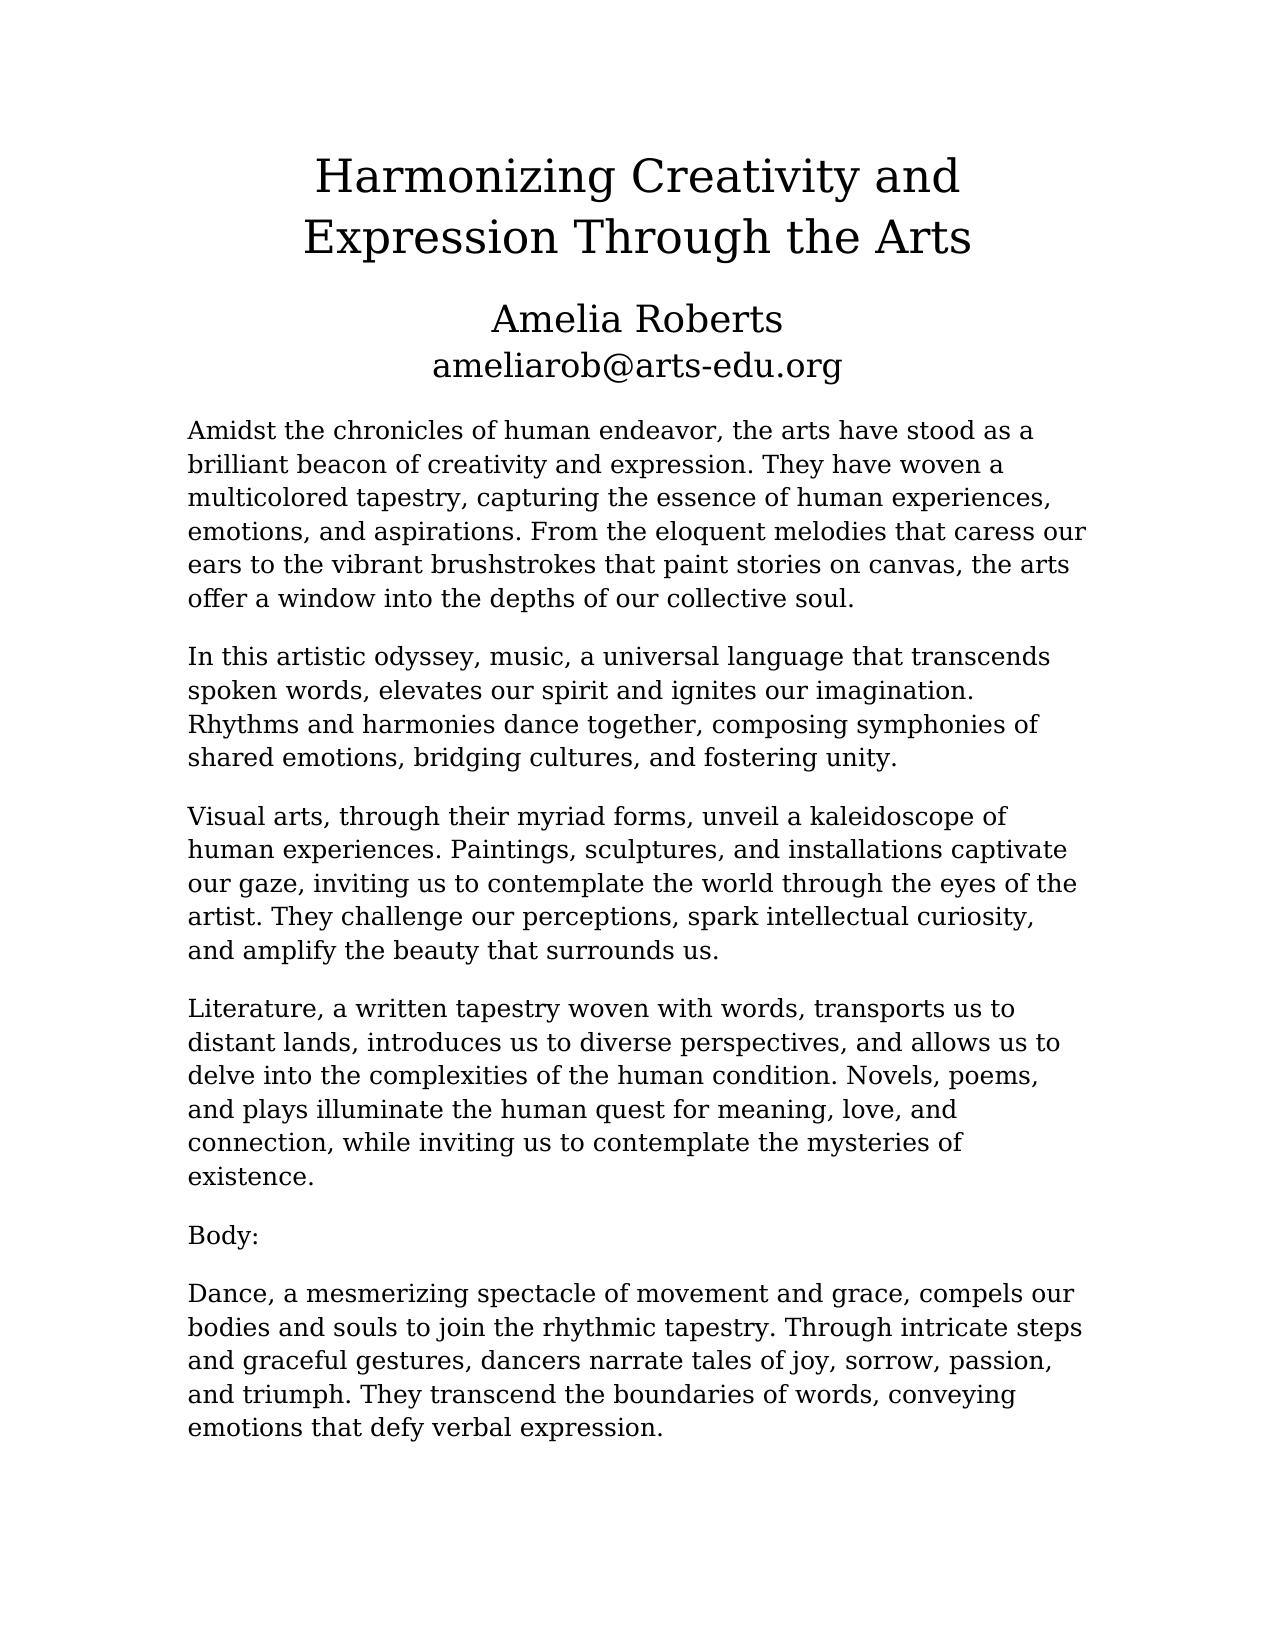 Harmonizing Creativity and
Expression Through the Arts
Amelia Roberts
ameliarob@arts-edu.org
Amidst the chronicles of human endeavor, the arts have stood as a
brilliant beacon of creativity and expression. They have woven a
multicolored tapestry, capturing the essence of human experiences,
emotions, and aspirations. From the eloquent melodies that caress our
ears to the vibrant brushstrokes that paint stories on canvas, the arts
offer a window into the depths of our collective soul.
In this artistic odyssey, music, a universal language that transcends
spoken words, elevates our spirit and ignites our imagination.
Rhythms and harmonies dance together, composing symphonies of
shared emotions, bridging cultures, and fostering unity.
Visual arts, through their myriad forms, unveil a kaleidoscope of
human experiences. Paintings, sculptures, and installations captivate
our gaze, inviting us to contemplate the world through the eyes of the
artist. They challenge our perceptions, spark intellectual curiosity,
and amplify the beauty that surrounds us.
Literature, a written tapestry woven with words, transports us to
distant lands, introduces us to diverse perspectives, and allows us to
delve into the complexities of the human condition. Novels, poems,
and plays illuminate the human quest for meaning, love, and
connection, while inviting us to contemplate the mysteries of
existence.
Body:
Dance, a mesmerizing spectacle of movement and grace, compels our
bodies and souls to join the rhythmic tapestry. Through intricate steps
and graceful gestures, dancers narrate tales of joy, sorrow, passion,
and triumph. They transcend the boundaries of words, conveying
emotions that defy verbal expression.